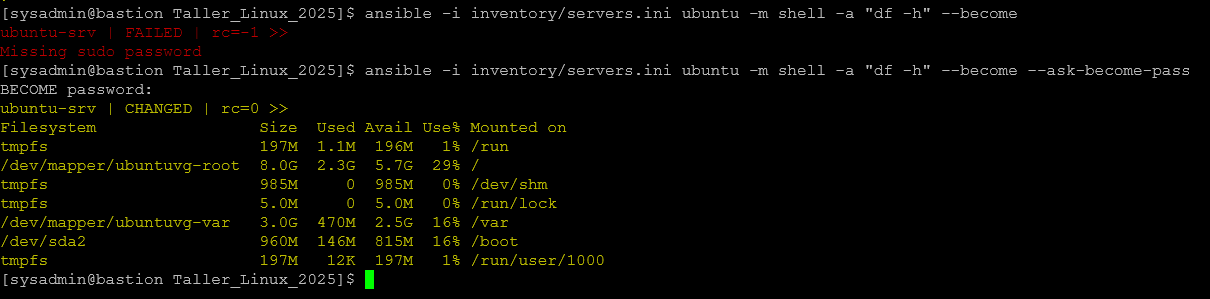 [sysadmin@bastion Taller_Linux_2025]$ ansible -i inventory/servers.ini ubuntu -m shell -a "df -h" --become
ubuntu-srv | FAILED | rc=-1 >>
Missing sudo password
[sysadmin@bastion Taller_Linux_2025]$ ansible -i inventory/servers.ini ubuntu -m shell -a "df -h" --become --ask-become-pass
BECOME password:
ubuntu-srv | CHANGED | rc=0 >>
Filesystem                 Size  Used Avail Use% Mounted on
tmpfs                      197M  1.1M  196M   1% /run
/dev/mapper/ubuntuvg-root  8.0G  2.3G  5.7G  29% /
tmpfs                      985M     0  985M   0% /dev/shm
tmpfs                      5.0M     0  5.0M   0% /run/lock
/dev/mapper/ubuntuvg-var   3.0G  470M  2.5G  16% /var
/dev/sda2                  960M  146M  815M  16% /boot
tmpfs                      197M   12K  197M   1% /run/user/1000
[sysadmin@bastion Taller_Linux_2025]$